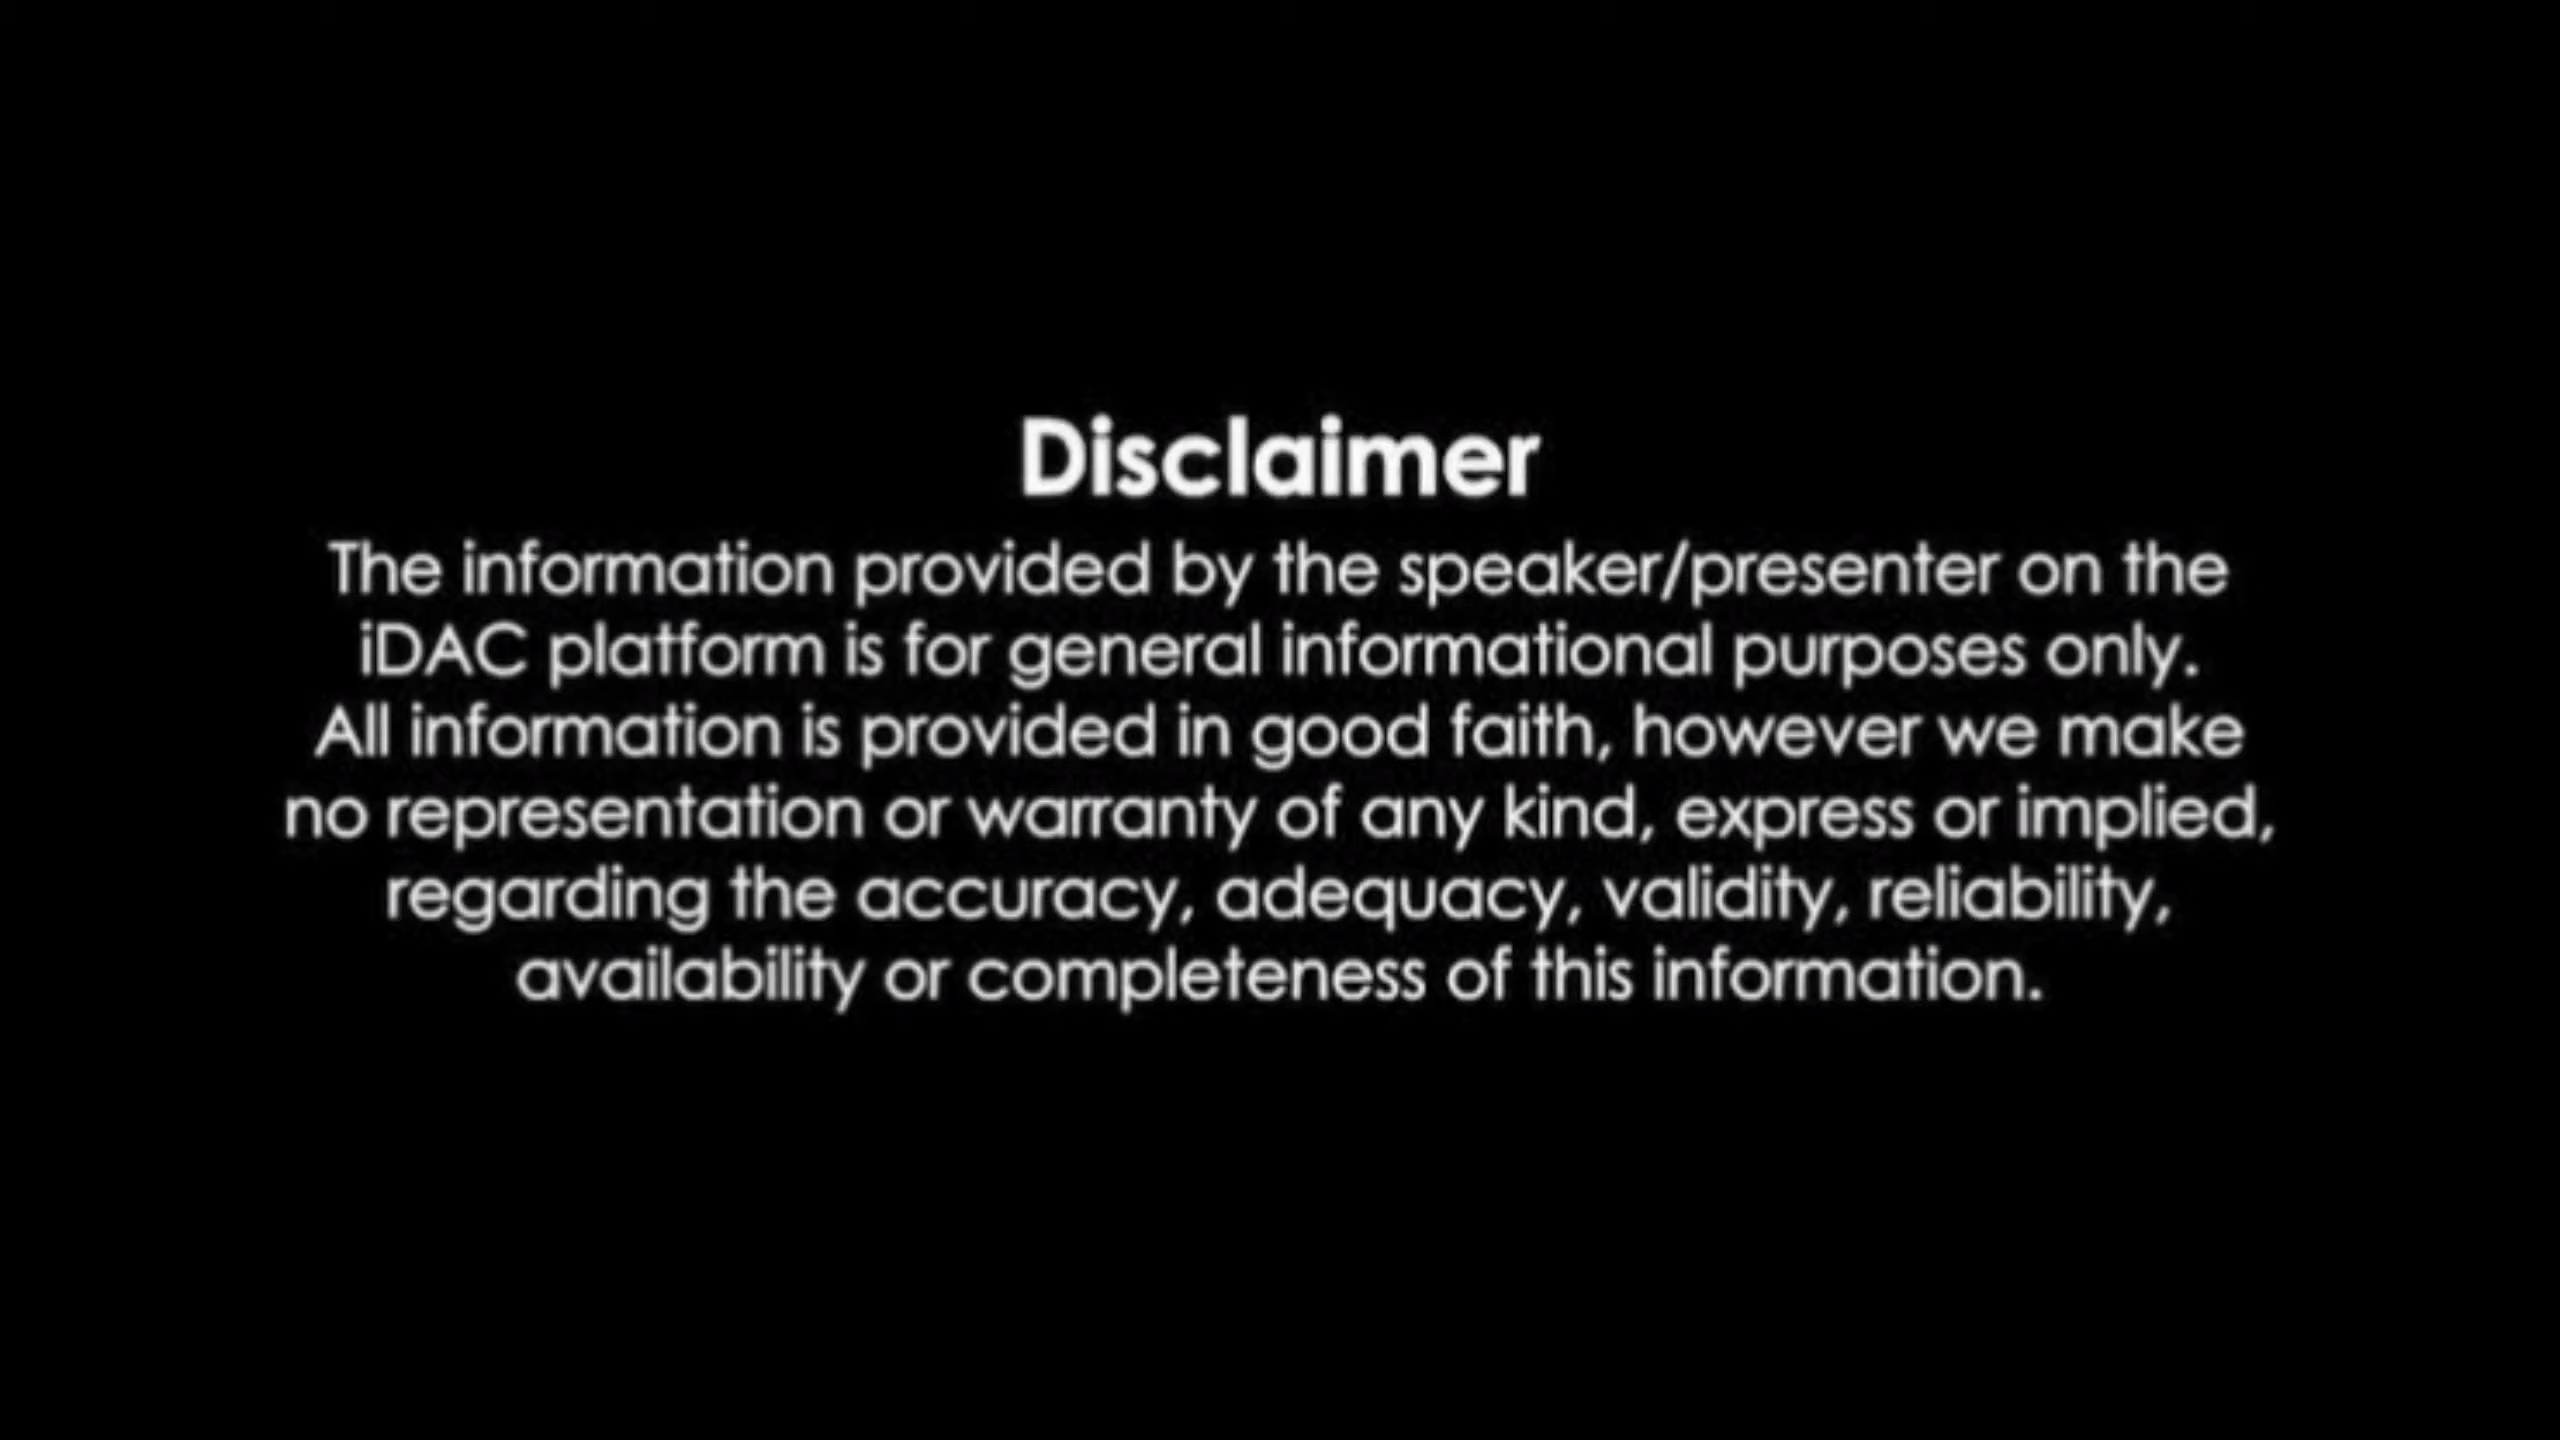 Disclaimer
The information provided by the speaker/presenter on the
iDAC platform is for general informational purposes only.
All information is provided in good faith, however we make
no representation or warranty of any kind, express or implied,
regarding the accuracy, adequacy, validity, reliability,
availability or completeness of this information.